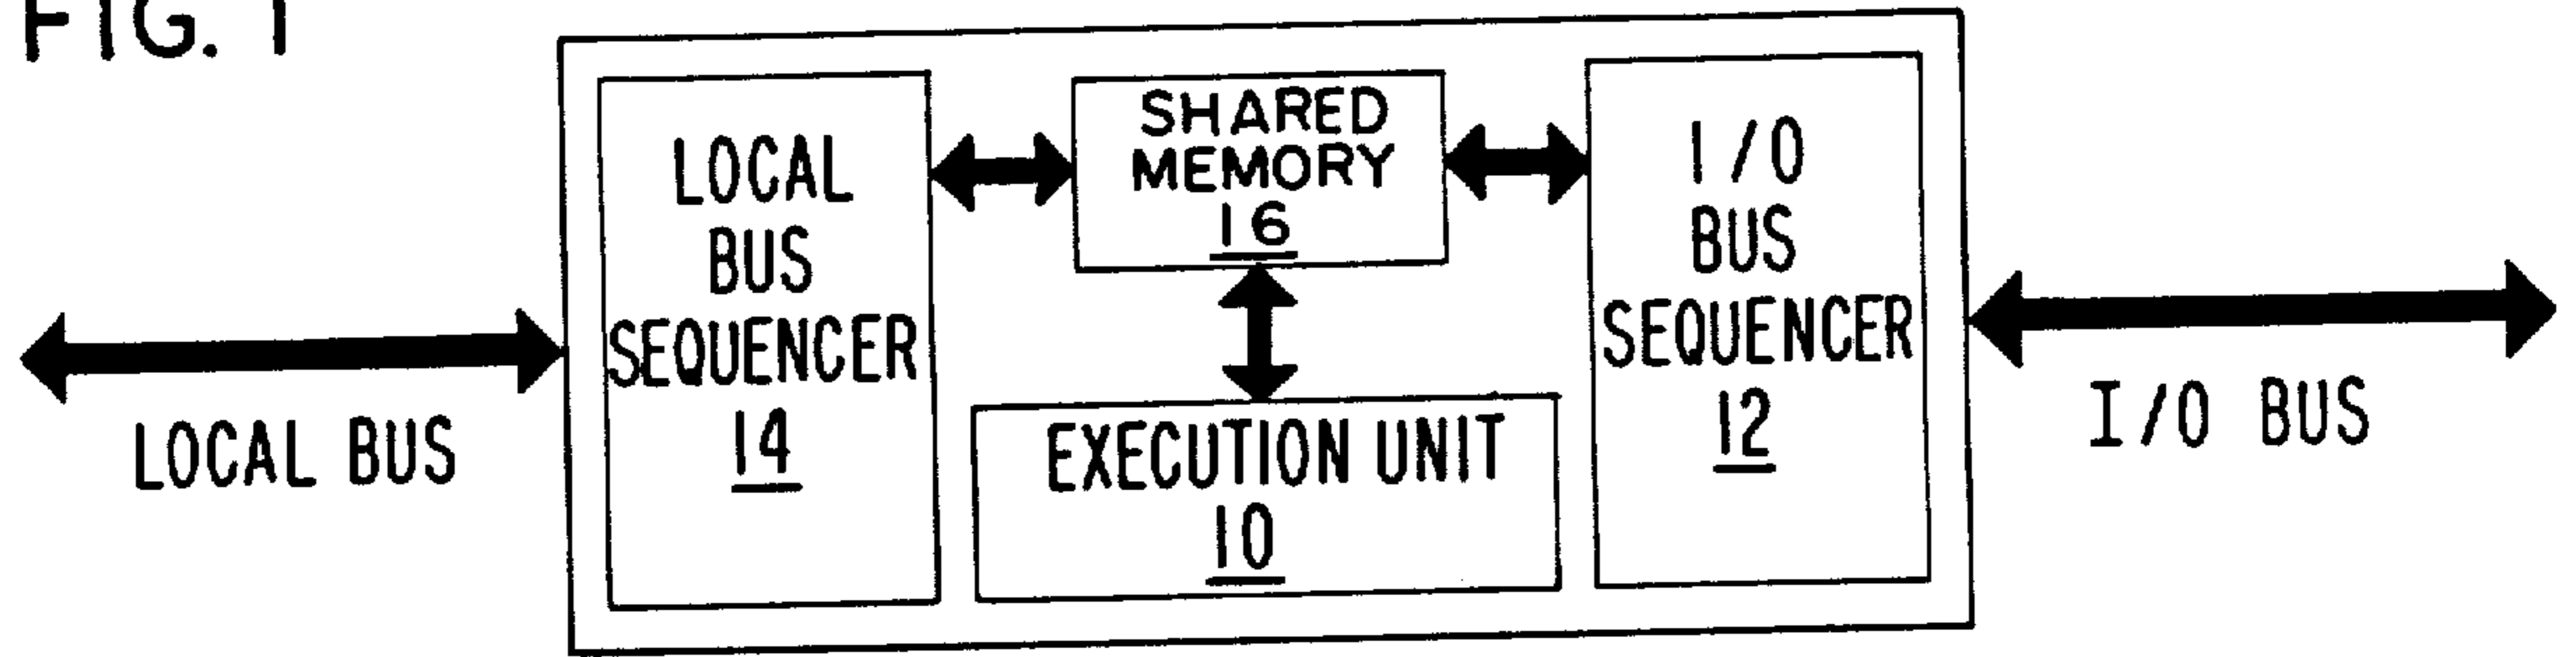 FIG. 1
LOCAL
BUS
SEQUENCER
14
SHARED
MEMORY
16
I/O
BUS
SEQUENCER
12
EXECUTION UNIT
10
LOCAL BUS
I/O BUS